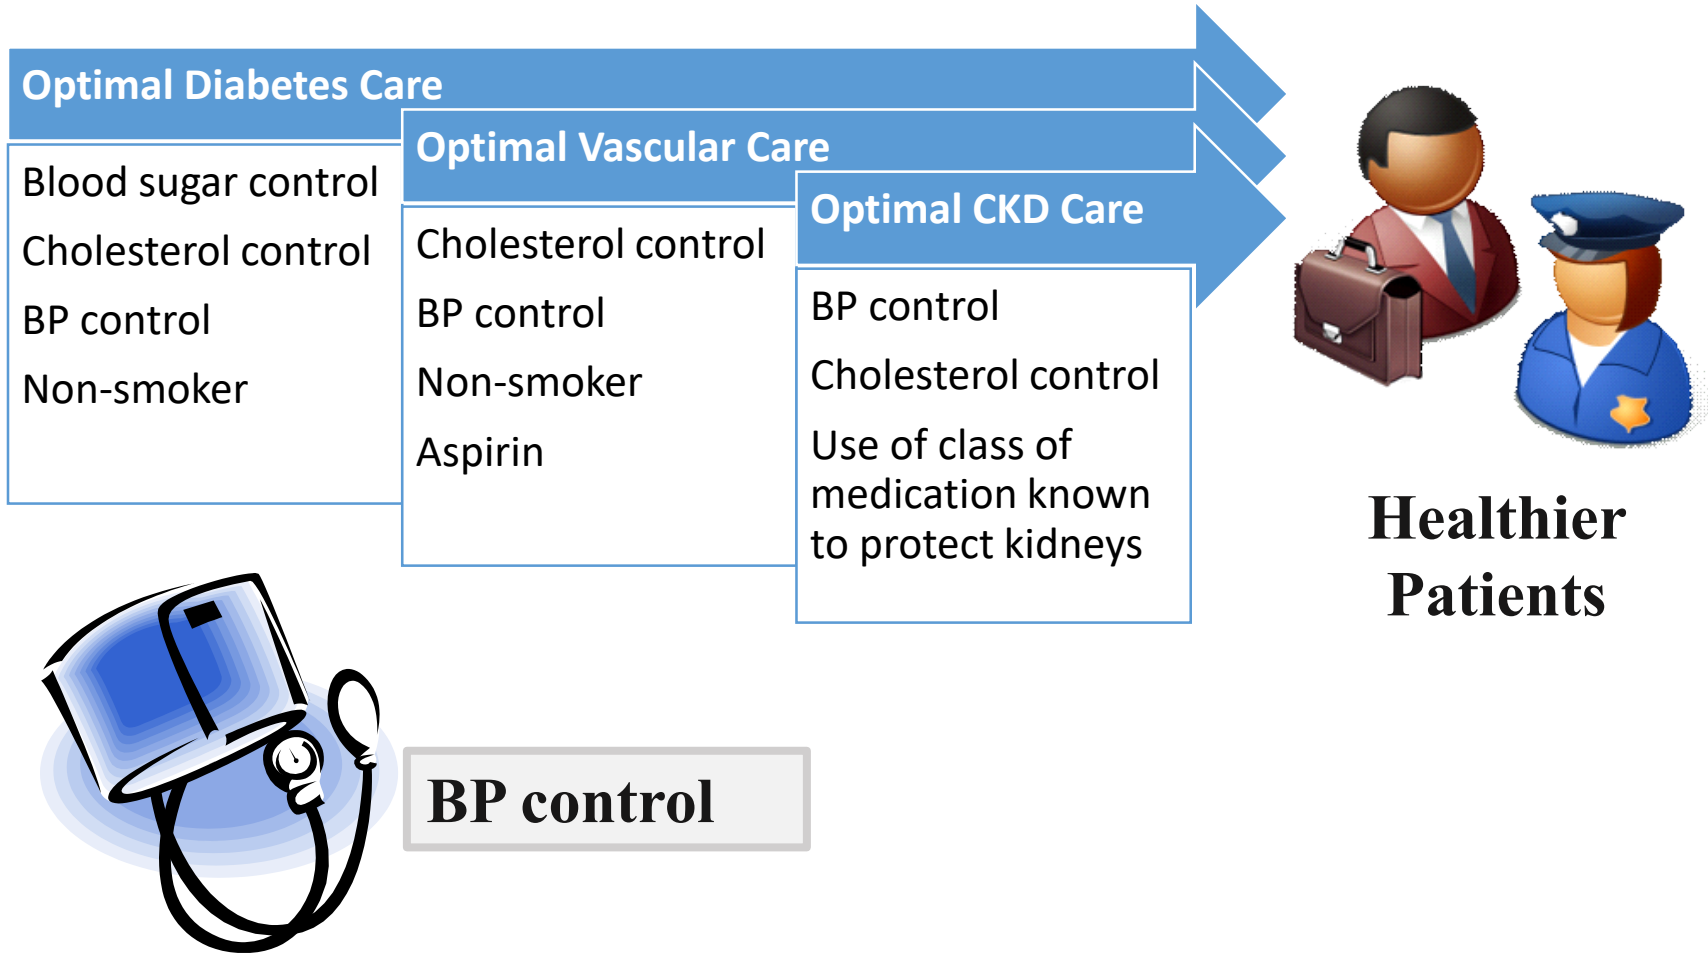 Optimal Diabetes Care
Blood sugar control
Cholesterol control
BP control
Non-smoker
Optimal Vascular Care
Cholesterol control
BP control
Non-smoker
Aspirin
Optimal CKD Care
BP control
Cholesterol control
Use of class of
medication known
to protect kidneys
Healthier
Patients
BP control